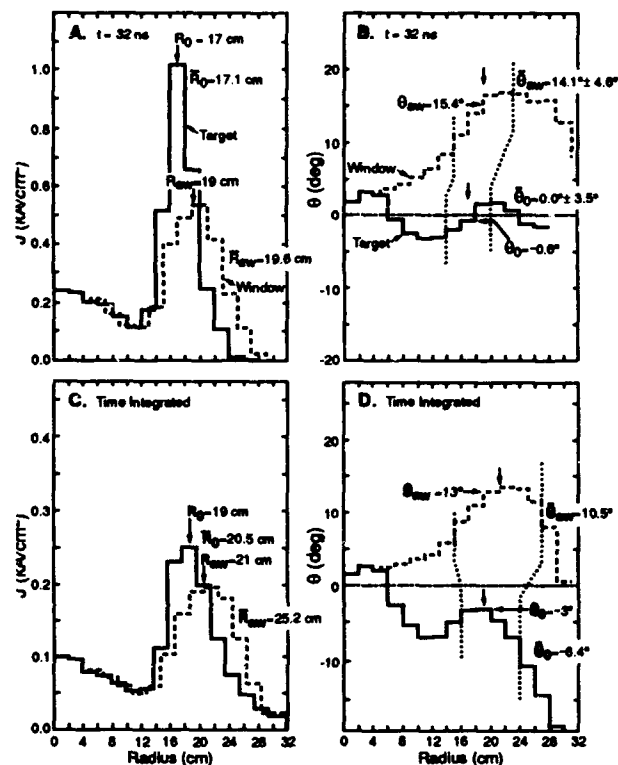 A. t = 32 ns
R0 = 17 cm
R̄0=17.1 cm
Target
Rsw=19 cm
R̄sw=19.6 cm
Window
J (KA/cm²)
1.0
0.8
0.6
0.4
0.2
0.0
B. t = 32 ns
θ̄sw=14.1°± 4.6°
θsw=15.4°
Window
θ̄0=0.0°± 3.5°
Target
θ0=-0.6°
θ (deg)
20
10
0
-10
-20
C. Time Integrated
R0=19 cm
R̄0=20.5 cm
Rsw=21 cm
R̄sw=25.2 cm
J (KA/cm²)
0.4
0.3
0.2
0.1
0.0
0 4 8 12 16 20 24 28 32
Radius (cm)
D. Time Integrated
θsw=13°
θ̄sw=10.5°
θ0=-3°
θ̄0=-6.4°
θ (deg)
20
10
0
-10
0 4 8 12 16 20 24 28 32
Radius (cm)